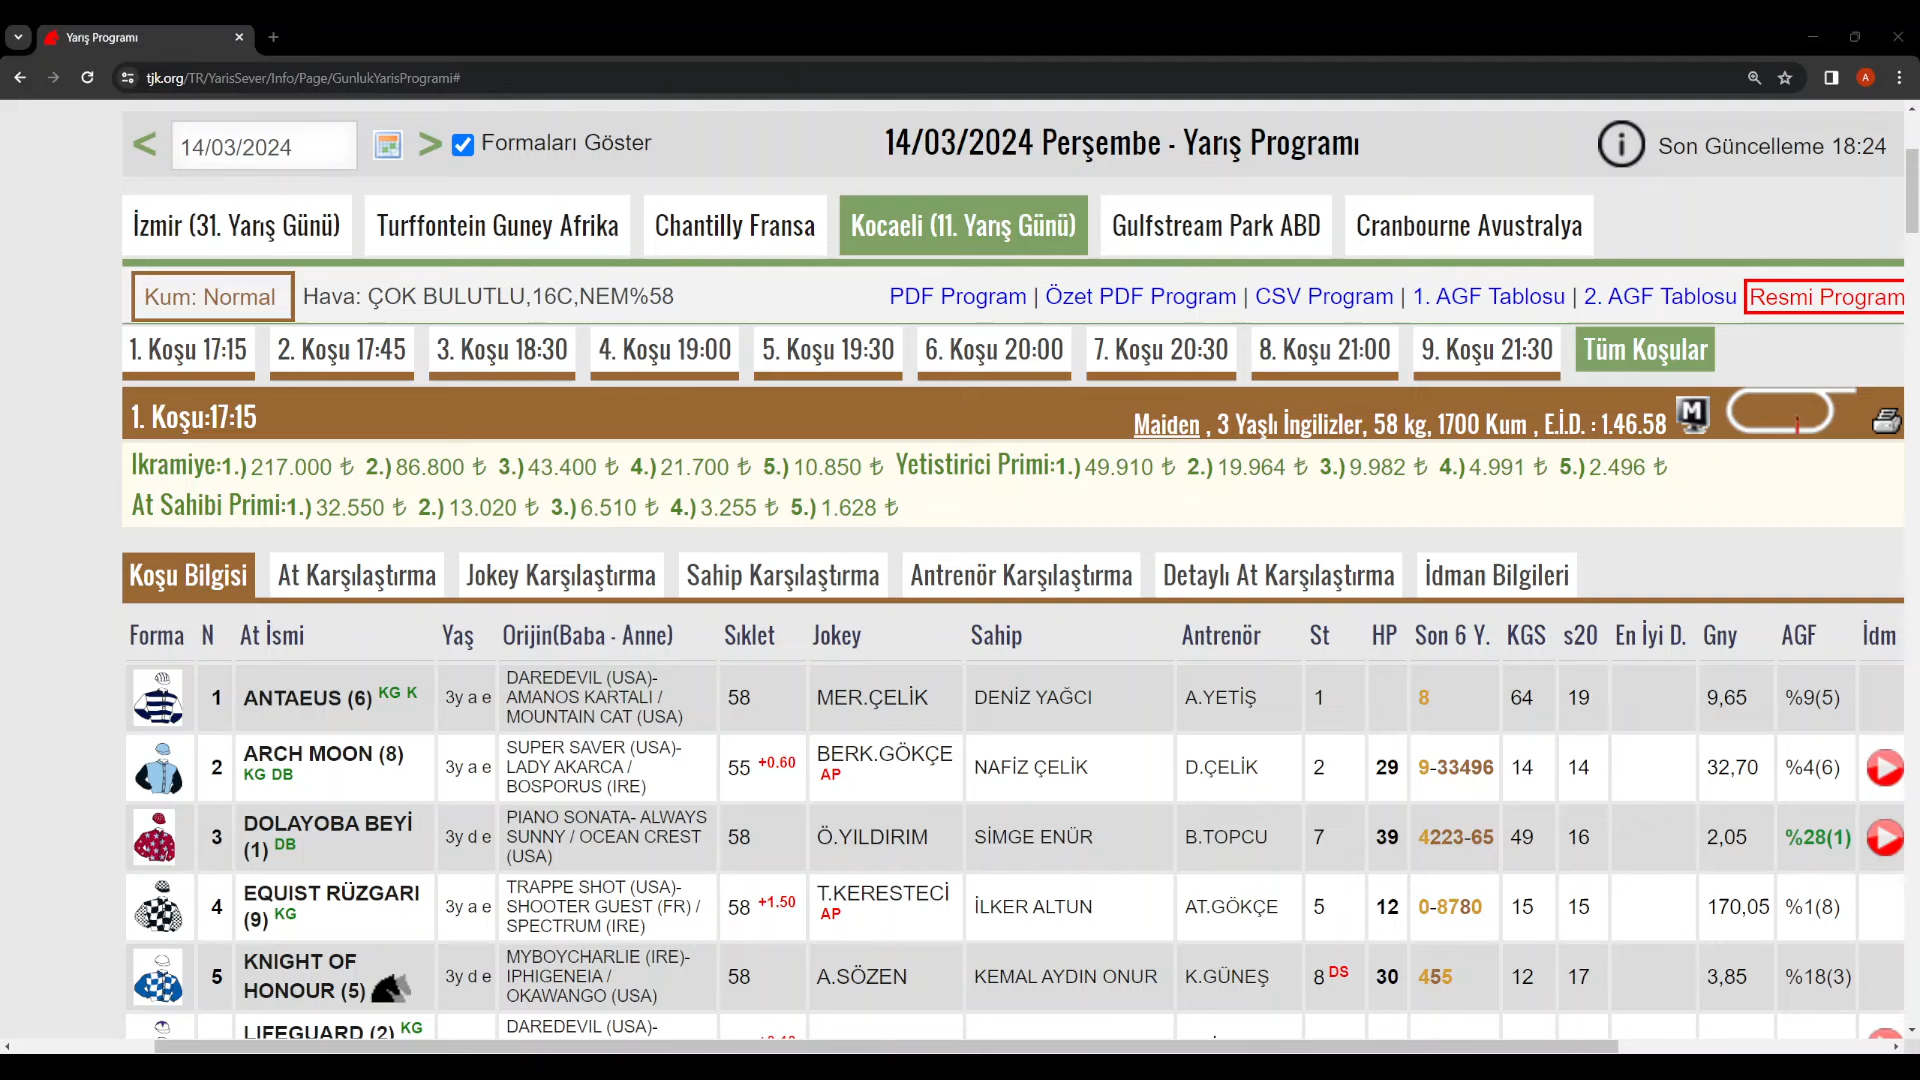 Yarış Programı
tjk.org/TR/YarisSever/Info/Page/GunlukYarisProgrami#
A
< 14/03/2024 > Formaları Göster 14/03/2024 Perşembe - Yarış Programı Son Güncelleme 18:24
İzmir (31. Yarış Günü) Turffontein Guney Afrika Chantilly Fransa Kocaeli (11. Yarış Günü) Gulfstream Park ABD Cranbourne Avustralya
Kum: Normal Hava: ÇOK BULUTLU,16C,NEM%58 PDF Program | Özet PDF Program | CSV Program | 1. AGF Tablosu | 2. AGF Tablosu Resmi Program
1. Koşu 17:15 2. Koşu 17:45 3. Koşu 18:30 4. Koşu 19:00 5. Koşu 19:30 6. Koşu 20:00 7. Koşu 20:30 8. Koşu 21:00 9. Koşu 21:30 Tüm Koşular
1. Koşu:17:15 Maiden , 3 Yaşlı İngilizler, 58 kg, 1700 Kum , E.İ.D. : 1.46.58 M
Ikramiye:1.) 217.000 ₺ 2.) 86.800 ₺ 3.) 43.400 ₺ 4.) 21.700 ₺ 5.) 10.850 ₺ Yetistirici Primi:1.) 49.910 ₺ 2.) 19.964 ₺ 3.) 9.982 ₺ 4.) 4.991 ₺ 5.) 2.496 ₺
At Sahibi Primi:1.) 32.550 ₺ 2.) 13.020 ₺ 3.) 6.510 ₺ 4.) 3.255 ₺ 5.) 1.628 ₺
Koşu Bilgisi At Karşılaştırma Jokey Karşılaştırma Sahip Karşılaştırma Antrenör Karşılaştırma Detaylı At Karşılaştırma İdman Bilgileri
Forma N At İsmi Yaş Orijin(Baba - Anne) Sıklet Jokey Sahip Antrenör St HP Son 6 Y. KGS s20 En İyi D. Gny AGF İdm
1 ANTAEUS (6) KG K 3y a e DAREDEVIL (USA)- AMANOS KARTALI / MOUNTAIN CAT (USA) 58 MER.ÇELİK DENİZ YAĞCI A.YETİŞ 1 8 64 19 9,65 %9(5)
2 ARCH MOON (8) KG DB 3y a e SUPER SAVER (USA)- LADY AKARCA / BOSPORUS (IRE) 55 +0.60 BERK.GÖKÇE AP NAFİZ ÇELİK D.ÇELİK 2 29 9-33496 14 14 32,70 %4(6)
3 DOLAYOBA BEYİ (1) DB 3y d e PIANO SONATA- ALWAYS SUNNY / OCEAN CREST (USA) 58 Ö.YILDIRIM SİMGE ENÜR B.TOPCU 7 39 4223-65 49 16 2,05 %28(1)
4 EQUIST RÜZGARI (9) KG 3y a e TRAPPE SHOT (USA)- SHOOTER GUEST (FR) / SPECTRUM (IRE) 58 +1.50 T.KERESTECİ AP İLKER ALTUN AT.GÖKÇE 5 12 0-8780 15 15 170,05 %1(8)
5 KNIGHT OF HONOUR (5) 3y d e MYBOYCHARLIE (IRE)- IPHIGENEIA / OKAWANGO (USA) 58 A.SÖZEN KEMAL AYDIN ONUR K.GÜNEŞ 8 DS 30 455 12 17 3,85 %18(3)
LIFEGUARD (2) KG DAREDEVIL (USA)-